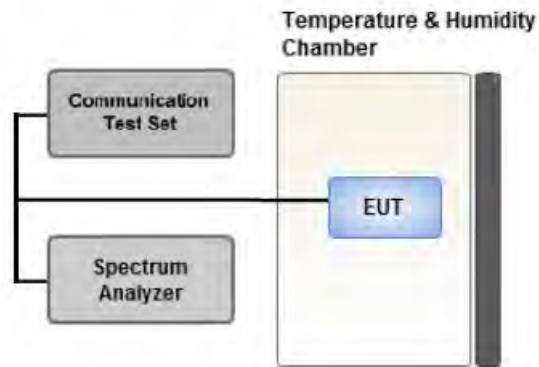 Temperature & Humidity
Chamber
Communication
Test Set
EUT
Spectrum
Analyzer